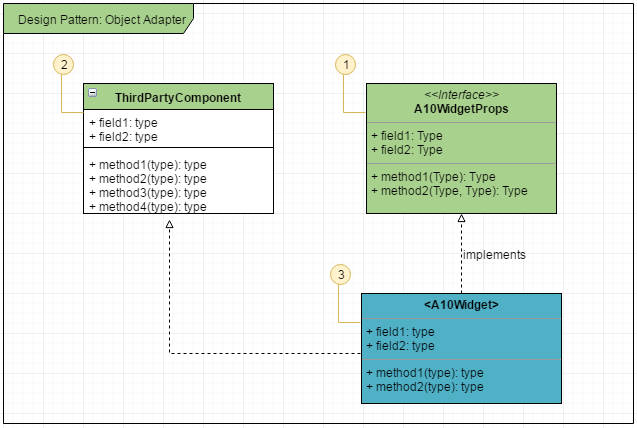 Design Pattern: Object Adapter
2
1
ThirdPartyComponent
+ field1: type
+ field2: type
+ method1(type): type
+ method2(type): type
+ method3(type): type
+ method4(type): type
<<Interface>>
A10WidgetProps
+ field1: Type
+ field2: Type
+ method1(Type): Type
+ method2(Type, Type): Type
implements
3
<A10Widget>
+ field1: type
+ field2: type
+ method1(type): type
+ method2(type): type